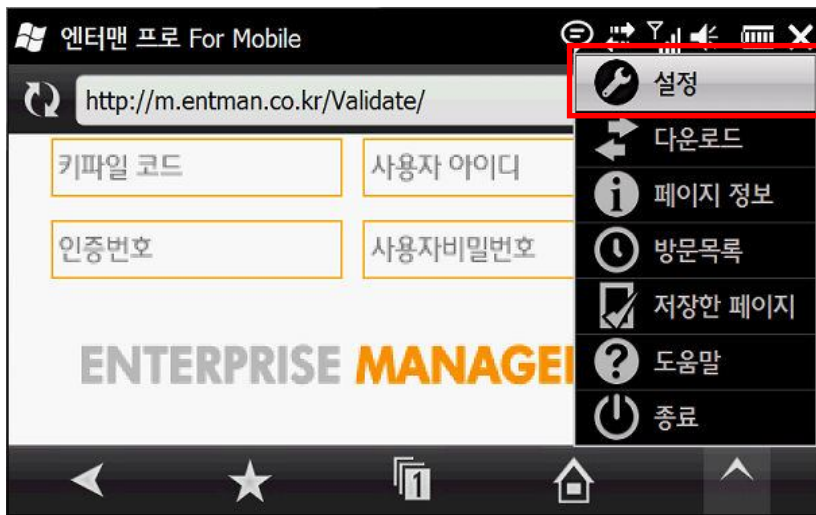 엔터맨 프로 For Mobile
http://m.entman.co.kr/Validate/
키파일 코드
사용자 아이디
인증번호
사용자비밀번호
ENTERPRISE MANAGE
설정
다운로드
페이지 정보
방문목록
저장한 페이지
도움말
종료
1